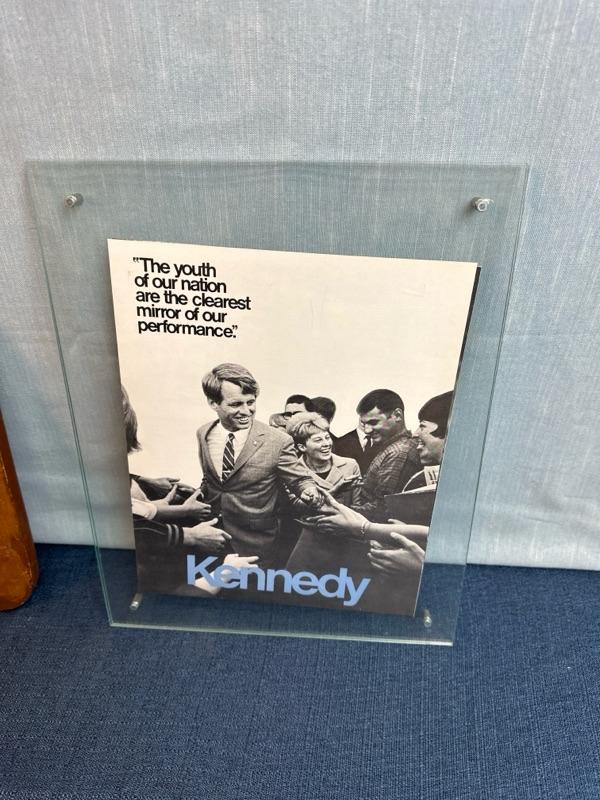 "The youth
of our nation
are the clearest
mirror of our
performance."
Kennedy